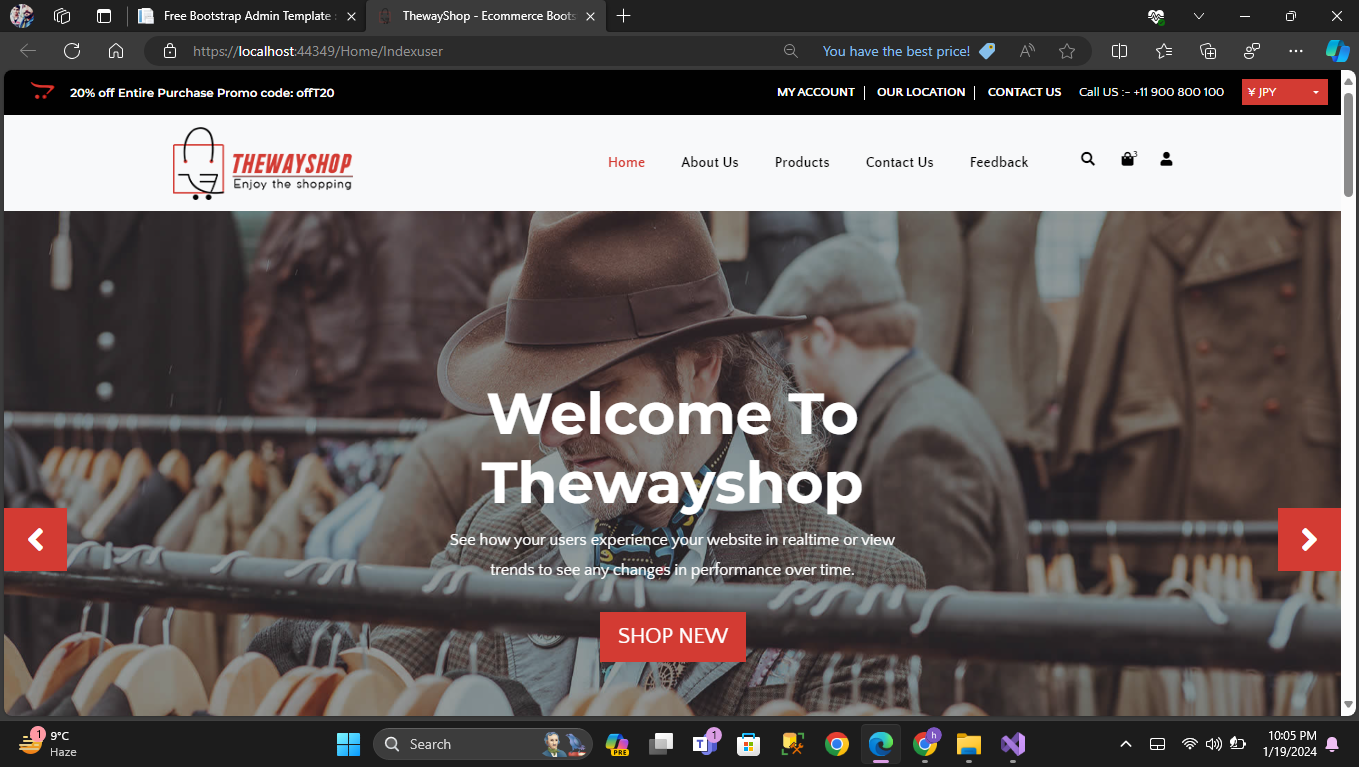 Free Bootstrap Admin Template
ThewayShop - Ecommerce Boots
https://localhost:44349/Home/Indexuser
You have the best price!
20% off Entire Purchase Promo code: offT20
MY ACCOUNT
OUR LOCATION
CONTACT US
Call US :- +11 900 800 100
¥ JPY
THEWAYSHOP
Enjoy the shopping
Home
About Us
Products
Contact Us
Feedback
3
Welcome To
Thewayshop
See how your users experience your website in realtime or view
trends to see any changes in performance over time.
SHOP NEW
1
9°C
Haze
Search
PRE
1
h
10:05 PM
1/19/2024